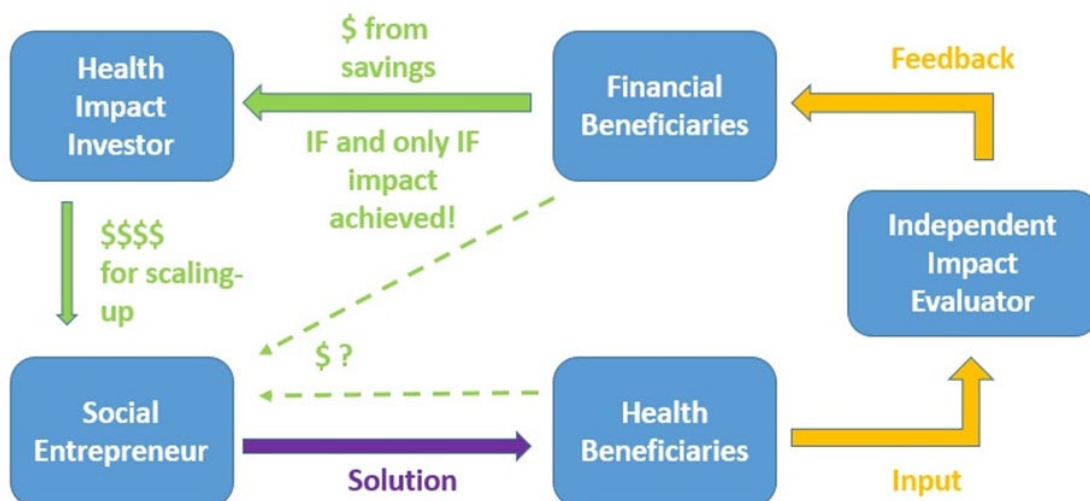 Health
Impact
Investor
$ from
savings
IF and only IF
impact
achieved!
Financial
Beneficiaries
Feedback
Independent
Impact
Evaluator
$$$$
for scaling-
up
$ ?
Social
Entrepreneur
Solution
Health
Beneficiaries
Input